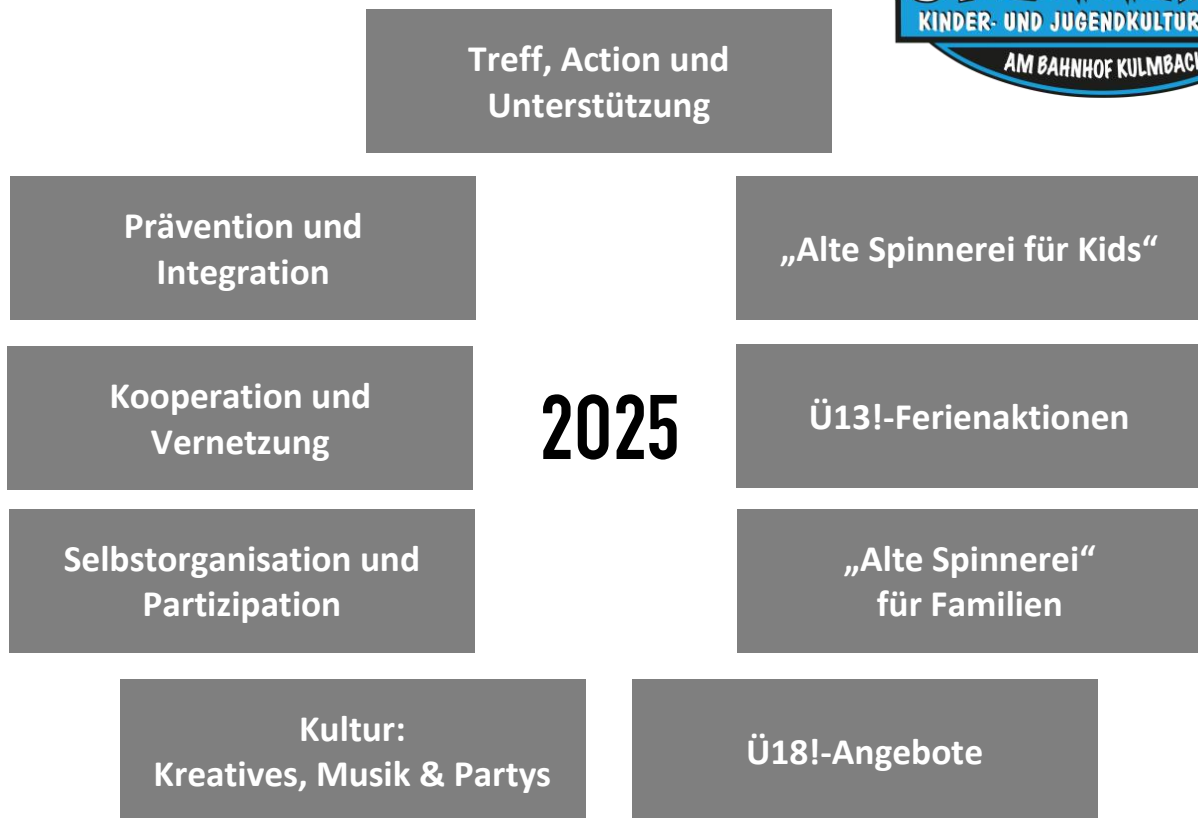 KINDER- UND JUGENDKULTUR
AM BAHNHOF KULMBACH
Treff, Action und
Unterstützung
Prävention und
Integration
„Alte Spinnerei für Kids“
Kooperation und
Vernetzung
2025
Ü13!-Ferienaktionen
Selbstorganisation und
Partizipation
„Alte Spinnerei“
für Familien
Kultur:
Kreatives, Musik & Partys
Ü18!-Angebote